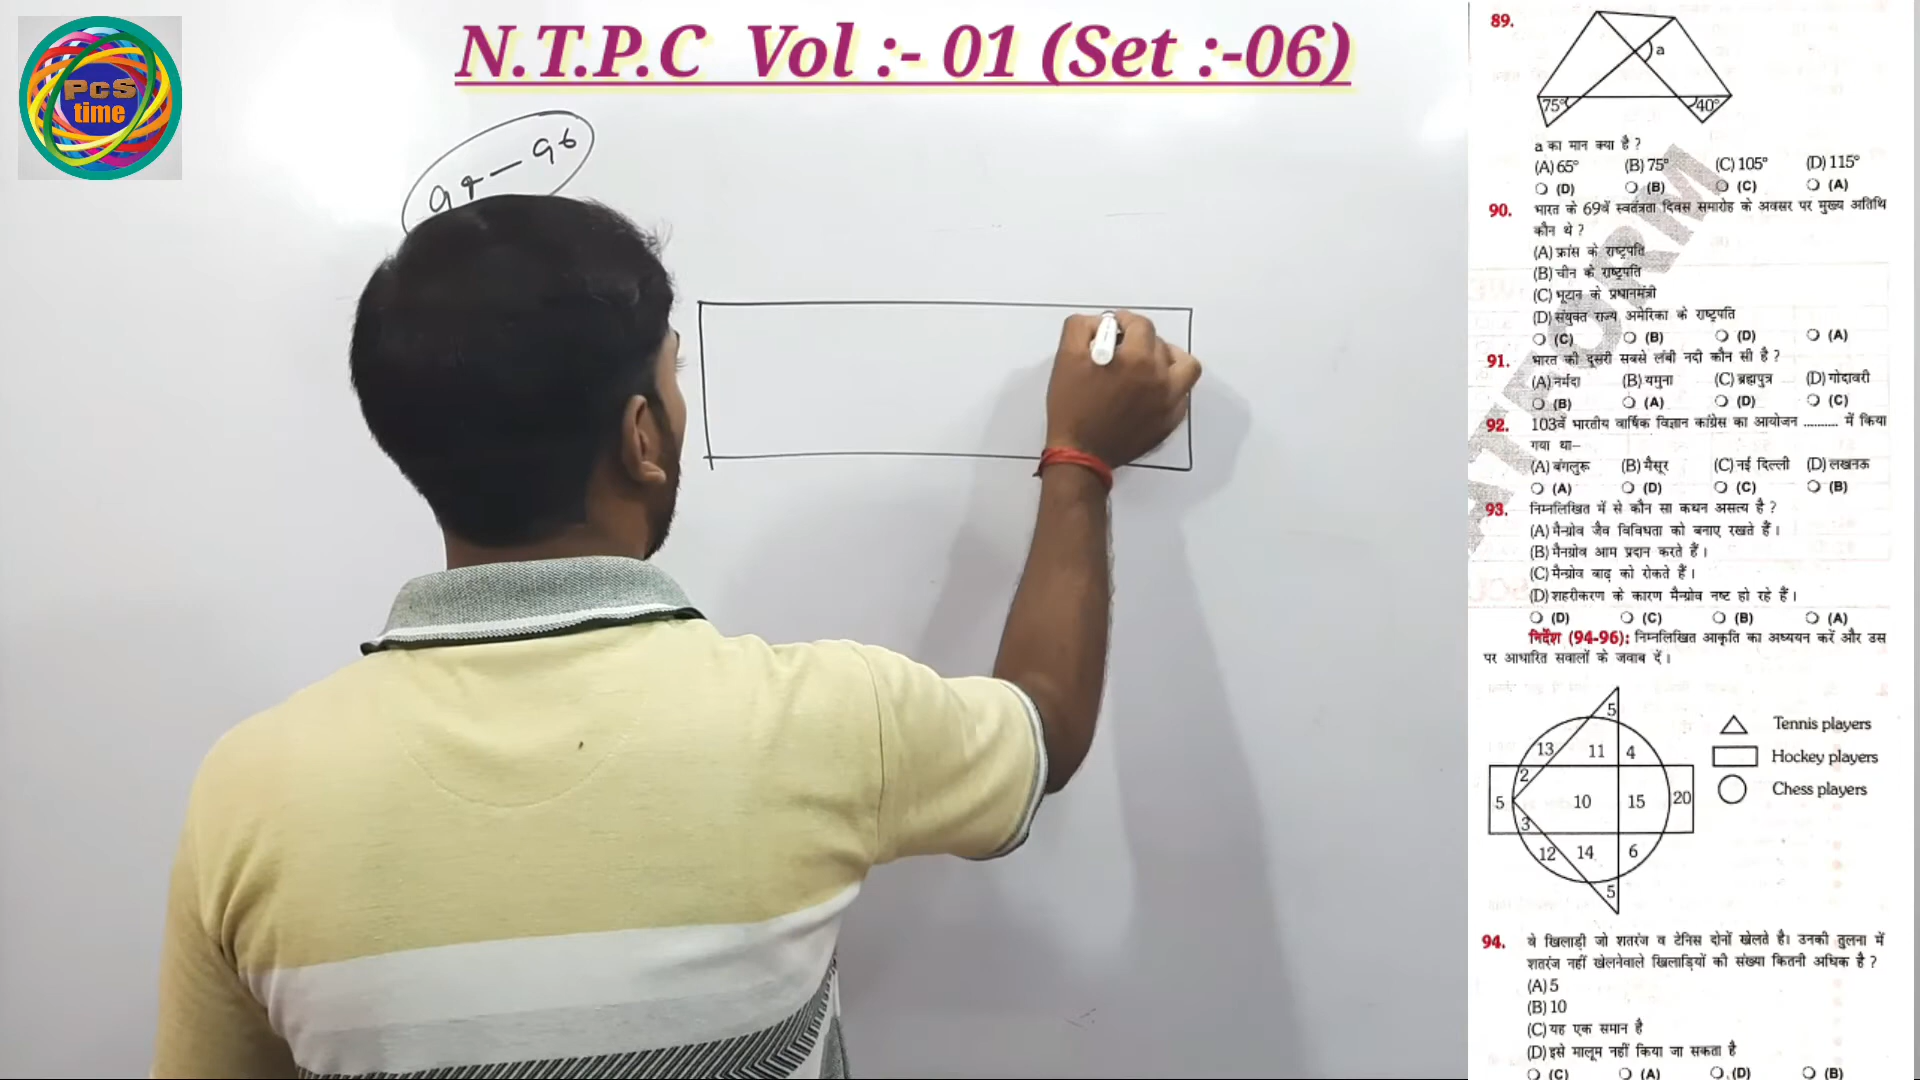 PcS
time
N.T.P.C Vol :- 01 (Set :-06)
94-96
89.
a
75°
40°
a का मान क्या है ?
(A) 65° (B) 75° (C) 105° (D) 115°
(D) (B) (C) (A)
90. भारत के 69वें स्वतंत्रता दिवस समारोह के अवसर पर मुख्य अतिथि
कौन थे ?
(A) फ्रांस के राष्ट्रपति
(B) चीन के राष्ट्रपति
(C) भूटान के प्रधानमंत्री
(D) संयुक्त राज्य अमेरिका के राष्ट्रपति
(C) (B) (D) (A)
91. भारत की दूसरी सबसे लंबी नदी कौन सी है ?
(A) नर्मदा (B) यमुना (C) ब्रह्मपुत्र (D) गोदावरी
(B) (A) (D) (C)
92. 103वें भारतीय वार्षिक विज्ञान कांग्रेस का आयोजन .......... में किया
गया था–
(A) बंगलुरू (B) मैसूर (C) नई दिल्ली (D) लखनऊ
(A) (D) (C) (B)
93. निम्नलिखित में से कौन सा कथन असत्य है ?
(A) मैन्ग्रोव जैव विविधता को बनाए रखते हैं।
(B) मैनग्रोव आम प्रदान करते हैं।
(C) मैन्ग्रोव बाढ़ को रोकते हैं।
(D) शहरीकरण के कारण मैन्ग्रोव नष्ट हो रहे हैं।
(D) (C) (B) (A)
निर्देश (94-96): निम्नलिखित आकृति का अध्ययन करें और उस
पर आधारित सवालों के जवाब दें।
5
13 11 4
2
5 10 15 20
3
12 14 6
5
Tennis players
Hockey players
Chess players
94. वे खिलाड़ी जो शतरंज व टेनिस दोनों खेलते है। उनकी तुलना में
शतरंज नहीं खेलनेवाले खिलाड़ियों की संख्या कितनी अधिक है ?
(A) 5
(B) 10
(C) यह एक समान है
(D) इसे मालूम नहीं किया जा सकता है
(C) (A) (D) (B)